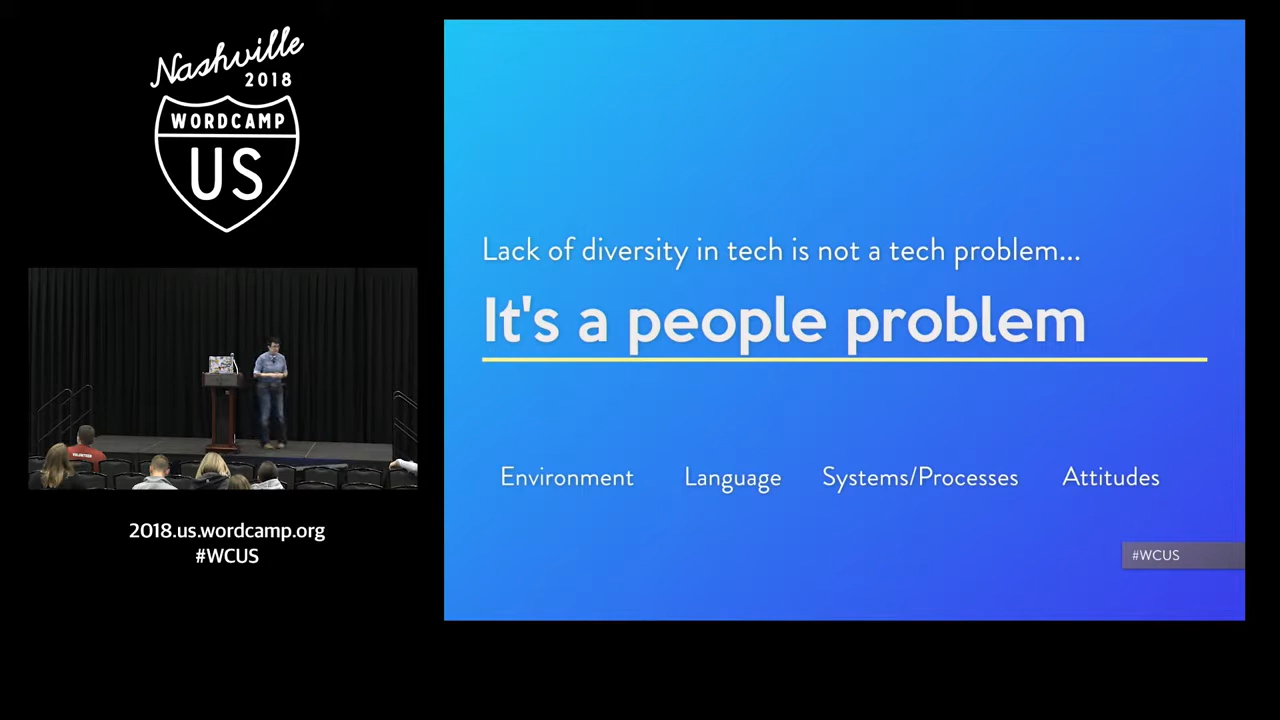 Nashville
2018
WORDCAMP
US
2018.us.wordcamp.org
#WCUS
Lack of diversity in tech is not a tech problem...
It's a people problem
Environment Language Systems/Processes Attitudes
#WCUS